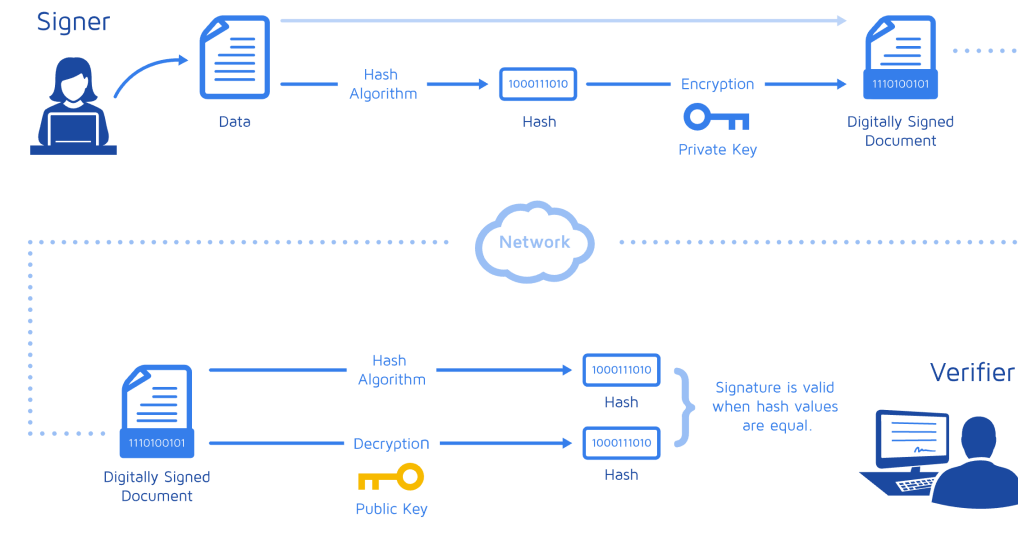 Signer
Data
Hash
Algorithm
1000111010
Hash
Encryption
Private Key
1110100101
Digitally Signed
Document
Network
1110100101
Digitally Signed
Document
Hash
Algorithm
1000111010
Hash
Decryption
Public Key
1000111010
Hash
Signature is valid
when hash values
are equal.
Verifier